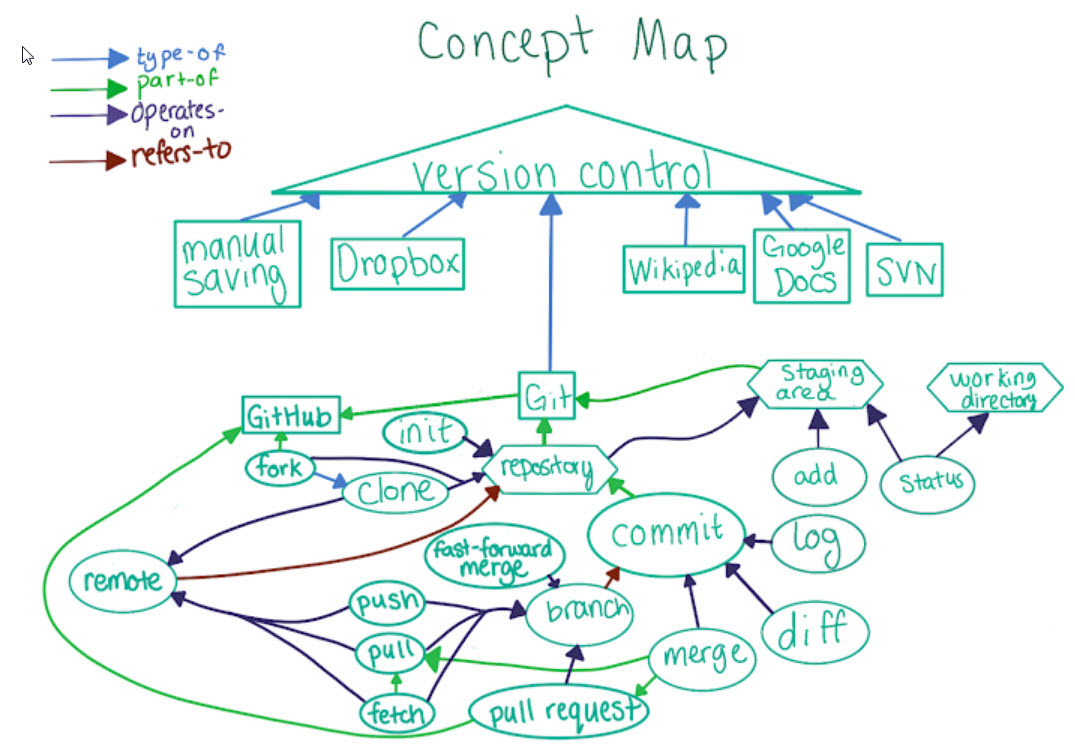 Concept Map
type-of
part-of
operates-
on
refers-to
version control
manual
saving
Dropbox
Wikipedia
Google
Docs
SVN
Git
staging
area
working
directory
GitHub
init
fork
clone
repository
add
status
commit
log
fast-forward
merge
remote
push
branch
diff
pull
merge
fetch
pull request